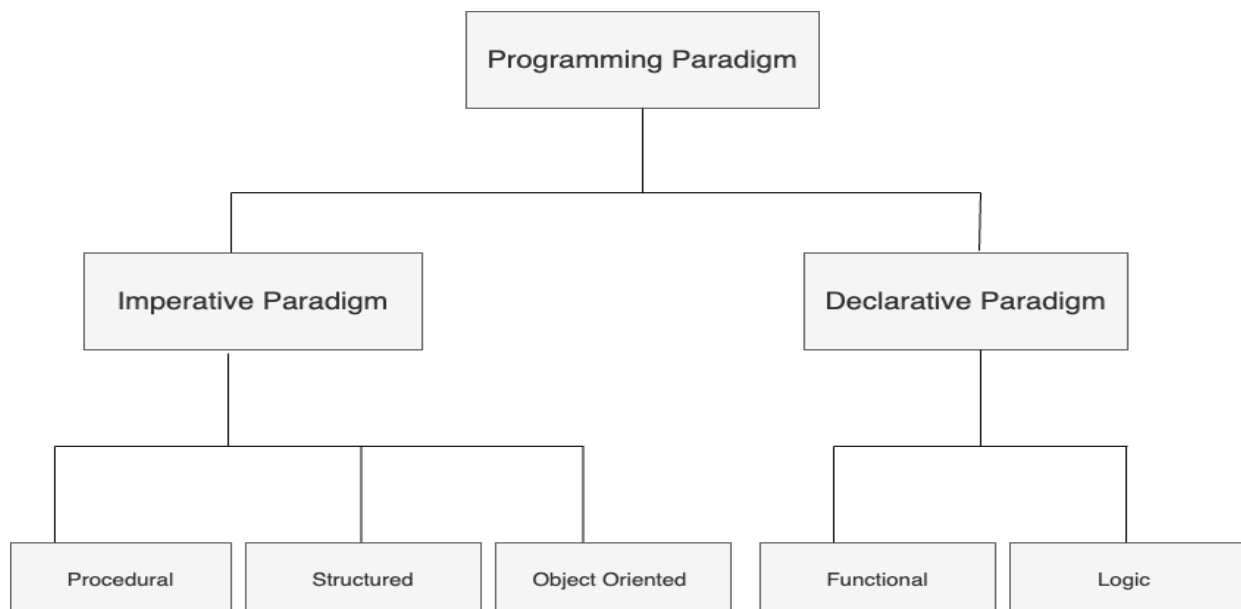 Programming Paradigm
Imperative Paradigm
Declarative Paradigm
Procedural
Structured
Object Oriented
Functional
Logic